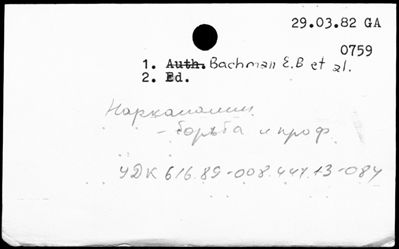 29.03.82 GA
0759
1. Auth. Bachman E.B et al.
2. Ed.
Наркомании
- борьба и проф
УДК 616.89-008.441.13-084